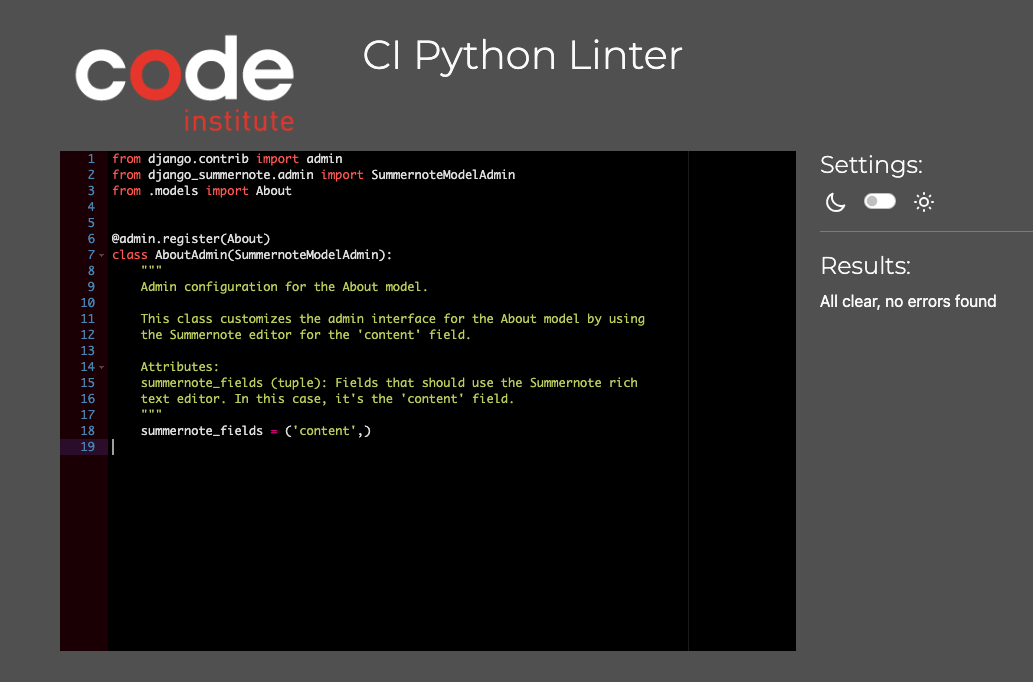 code
institute
CI Python Linter
1 from django.contrib import admin
2 from django_summernote.admin import SummernoteModelAdmin
3 from .models import About
4
5
6 @admin.register(About)
7 class AboutAdmin(SummernoteModelAdmin):
8     """
9     Admin configuration for the About model.
10
11     This class customizes the admin interface for the About model by using
12     the Summernote editor for the 'content' field.
13
14     Attributes:
15     summernote_fields (tuple): Fields that should use the Summernote rich
16     text editor. In this case, it's the 'content' field.
17     """
18     summernote_fields = ('content',)
19
Settings:
Results:
All clear, no errors found